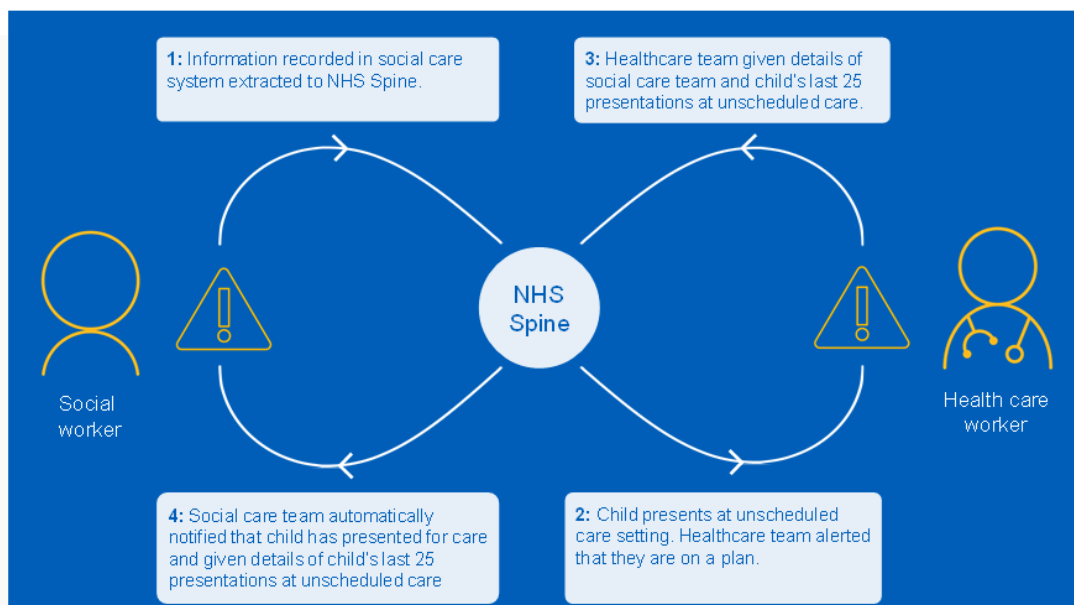 1: Information recorded in social care
system extracted to NHS Spine.
3: Healthcare team given details of
social care team and child's last 25
presentations at unscheduled care.
NHS
Spine
Social
worker
Health care
worker
4: Social care team automatically
notified that child has presented for care
and given details of child's last 25
presentations at unscheduled care
2: Child presents at unscheduled
care setting. Healthcare team alerted
that they are on a plan.